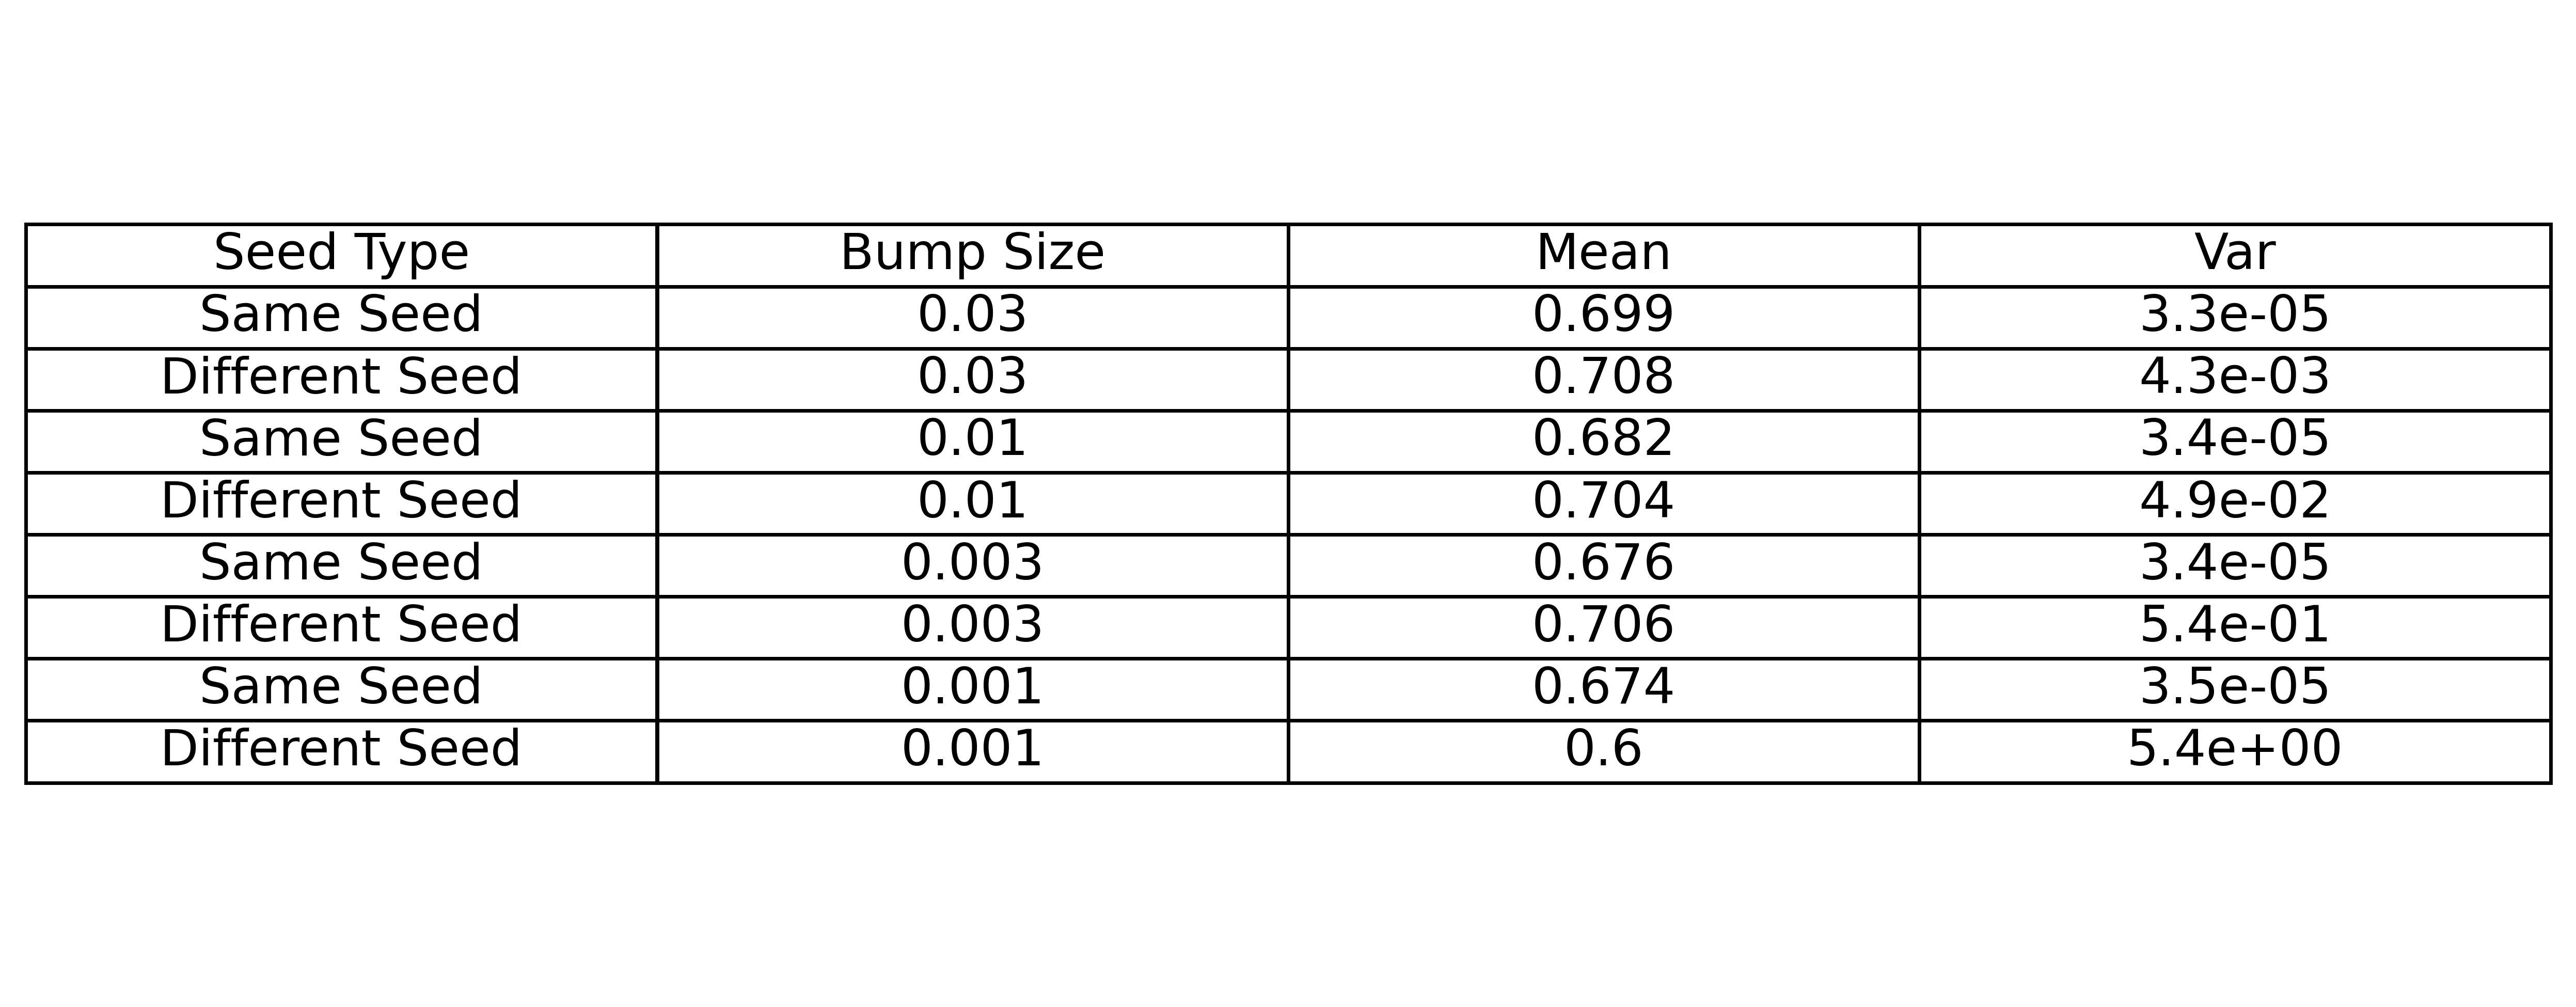 Seed Type Bump Size Mean Var
Same Seed 0.03 0.699 3.3e-05
Different Seed 0.03 0.708 4.3e-03
Same Seed 0.01 0.682 3.4e-05
Different Seed 0.01 0.704 4.9e-02
Same Seed 0.003 0.676 3.4e-05
Different Seed 0.003 0.706 5.4e-01
Same Seed 0.001 0.674 3.5e-05
Different Seed 0.001 0.6 5.4e+00